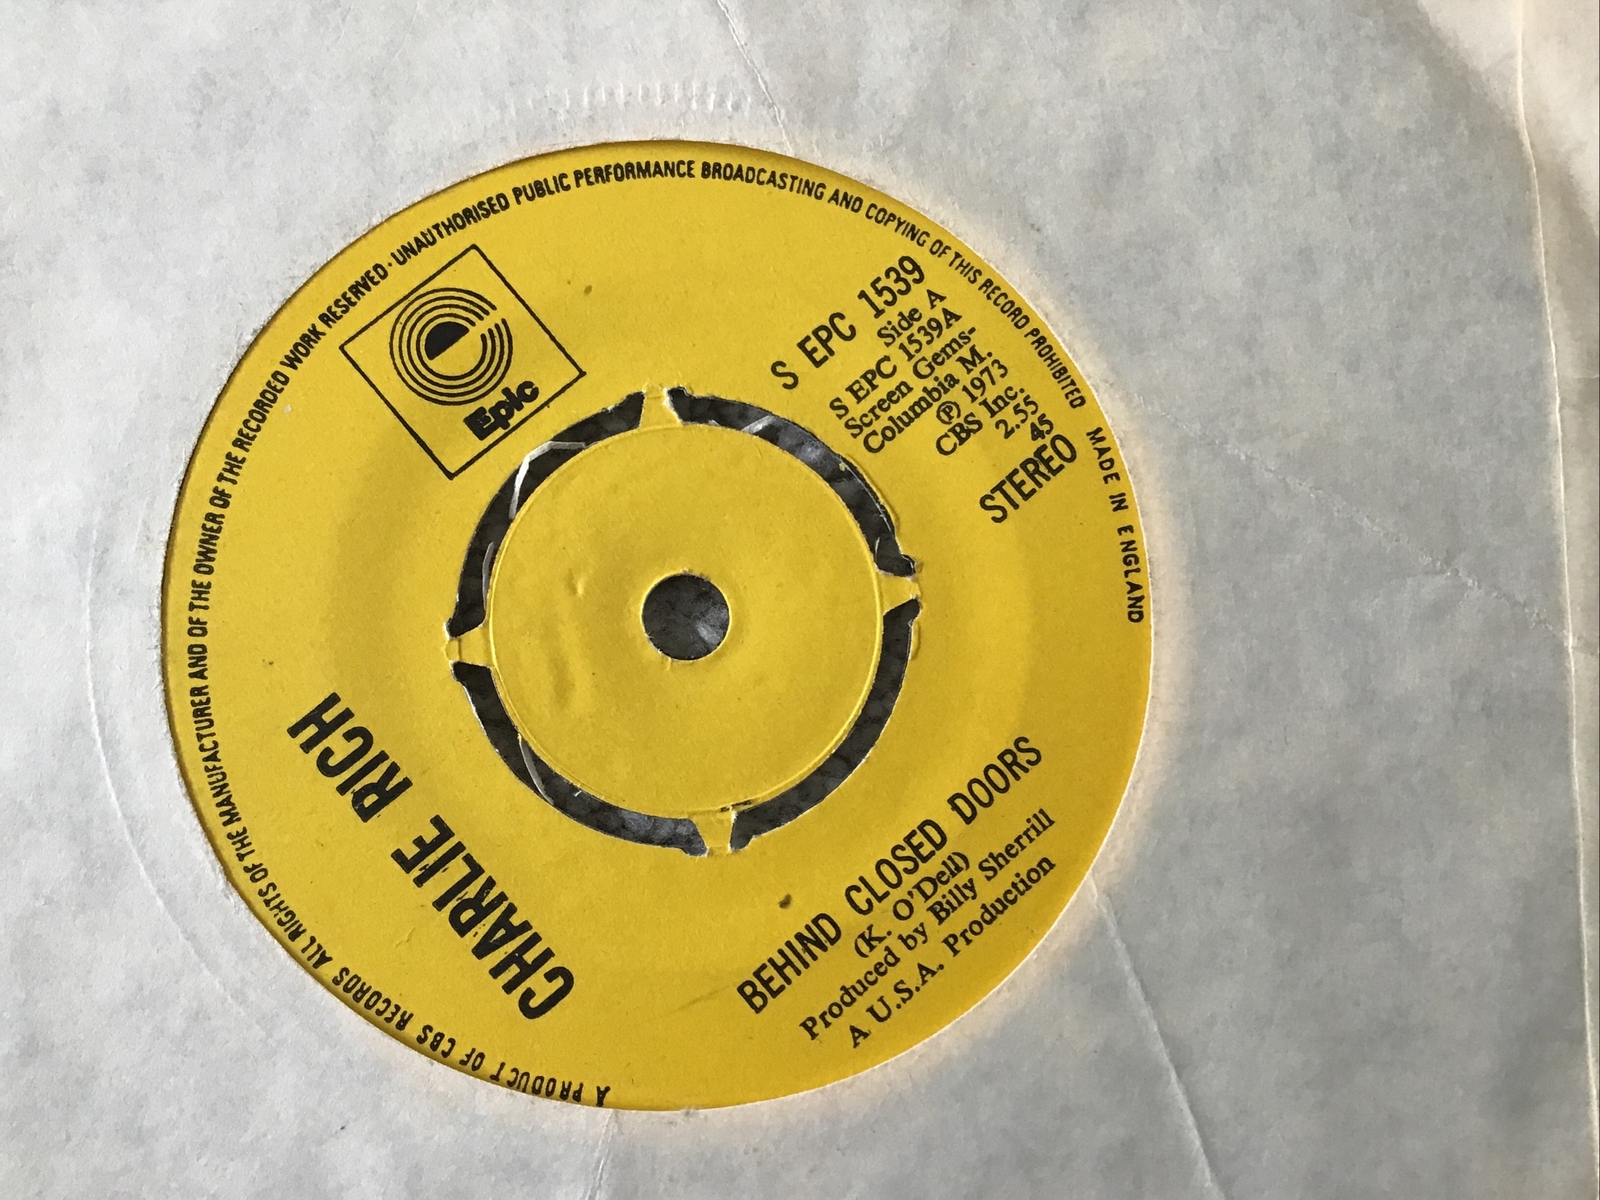 A PRODUCT OF CBS RECORDS ALL RIGHTS OF THE MANUFACTURER AND OF THE OWNER OF THE RECORDED WORK RESERVED · UNAUTHORISED PUBLIC PERFORMANCE BROADCASTING AND COPYING OF THIS RECORD PROHIBITED MADE IN ENGLAND
Epic
S EPC 1539
Side A
S EPC 1539A
Screen Gems-
Columbia M.
℗ 1973
CBS Inc.
2.55
45
STEREO
CHARLIE RICH
BEHIND CLOSED DOORS
(K. O'Dell)
Produced by Billy Sherrill
A U.S.A. Production